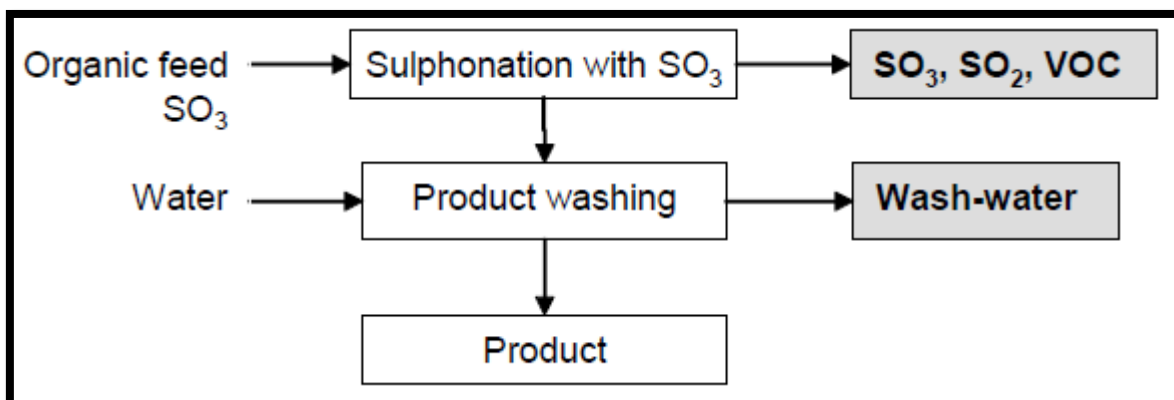 Organic feed
SO₃
Sulphonation with SO₃
SO₃, SO₂, VOC
Water
Product washing
Wash-water
Product